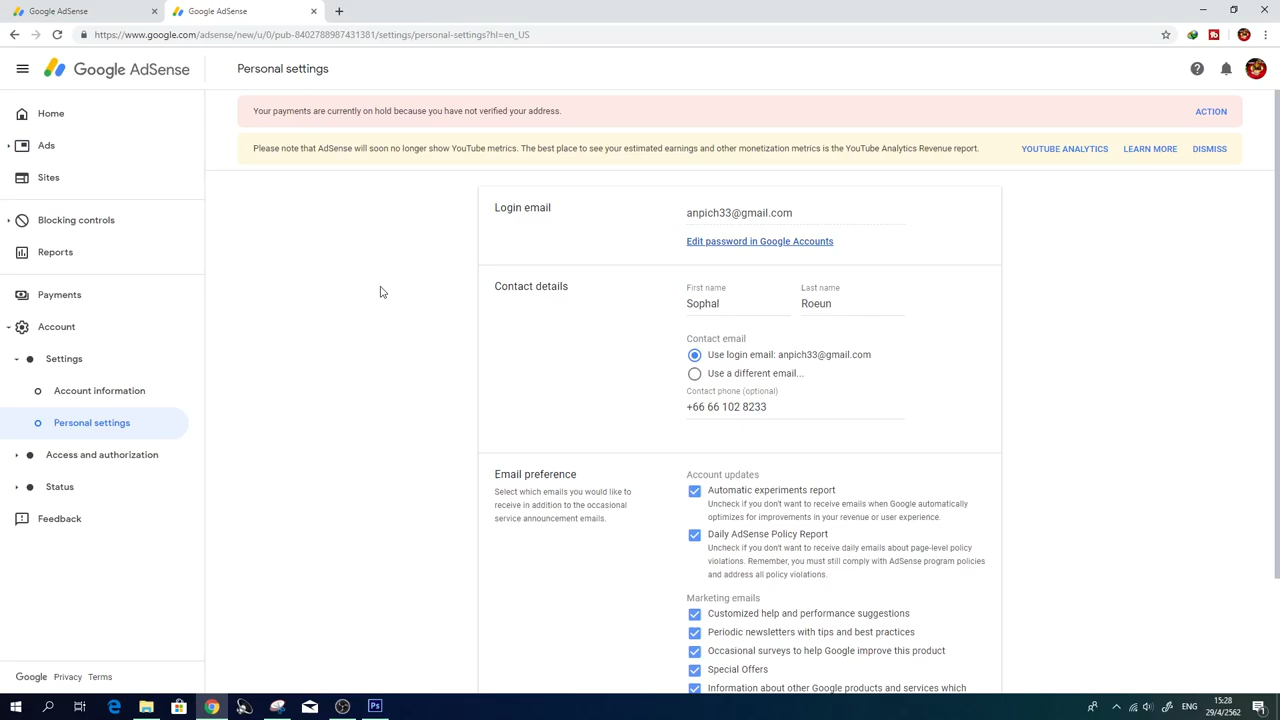 Google AdSense
Google AdSense
https://www.google.com/adsense/new/u/0/pub-8402788987431381/settings/personal-settings?hl=en_US
Google AdSense
Personal settings
Home
Ads
Sites
Blocking controls
Reports
Payments
Account
Settings
Account information
Personal settings
Access and authorization
Status
Feedback
Google Privacy Terms
Your payments are currently on hold because you have not verified your address.
ACTION
Please note that AdSense will soon no longer show YouTube metrics. The best place to see your estimated earnings and other monetization metrics is the YouTube Analytics Revenue report.
YOUTUBE ANALYTICS LEARN MORE DISMISS
Login email
anpich33@gmail.com
Edit password in Google Accounts
Contact details
First name Last name
Sophal Roeun
Contact email
Use login email: anpich33@gmail.com
Use a different email...
Contact phone (optional)
+66 66 102 8233
Email preference
Select which emails you would like to
receive in addition to the occasional
service announcement emails.
Account updates
Automatic experiments report
Uncheck if you don't want to receive emails when Google automatically
optimizes for improvements in your revenue or user experience.
Daily AdSense Policy Report
Uncheck if you don't want to receive daily emails about page-level policy
violations. Remember, you must still comply with AdSense program policies
and address all policy violations.
Marketing emails
Customized help and performance suggestions
Periodic newsletters with tips and best practices
Occasional surveys to help Google improve this product
Special Offers
Information about other Google products and services which
Ps
ENG
15:28
29/4/2562